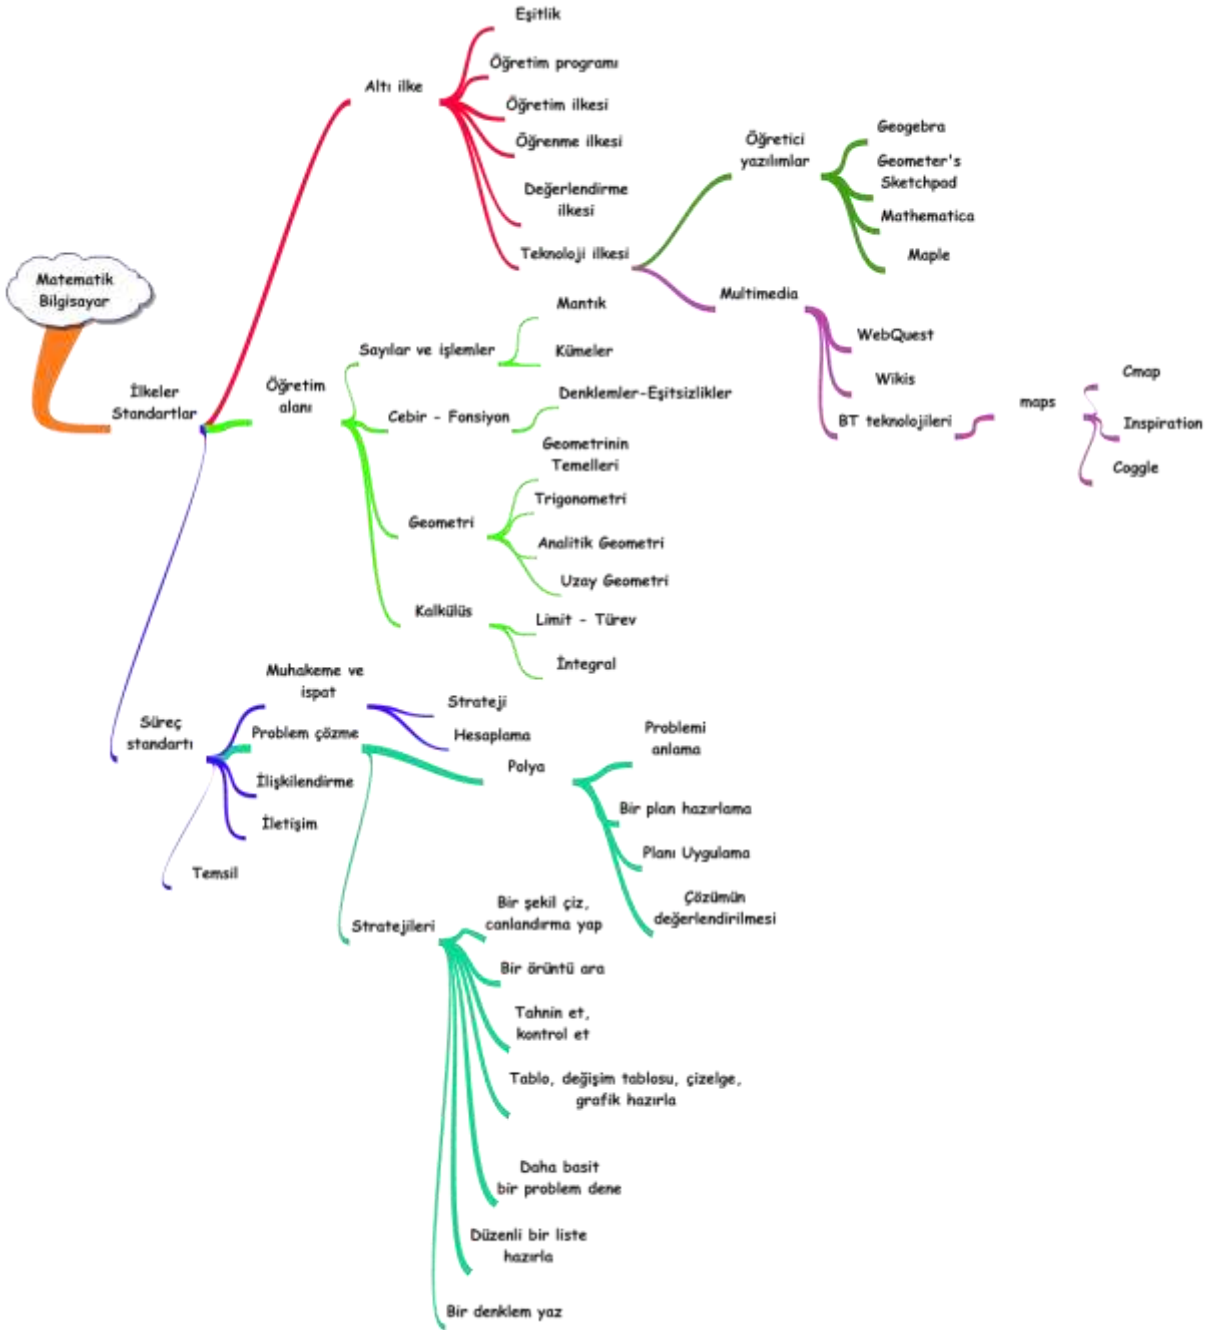 Matematik
Bilgisayar
İlkeler
Standartlar
Altı ilke
Eşitlik
Öğretim programı
Öğretim ilkesi
Öğrenme ilkesi
Değerlendirme
ilkesi
Teknoloji ilkesi
Öğretici
yazılımlar
Geogebra
Geometer's
Sketchpad
Mathematica
Maple
Multimedia
WebQuest
Wikis
BT teknolojileri
maps
Cmap
Inspiration
Coggle
Öğretim
alanı
Sayılar ve işlemler
Mantık
Kümeler
Cebir - Fonsiyon
Denklemler-Eşitsizlikler
Geometri
Geometrinin
Temelleri
Trigonometri
Analitik Geometri
Uzay Geometri
Kalkülüs
Limit - Türev
İntegral
Süreç
standartı
Muhakeme ve
ispat
Strateji
Hesaplama
Problem çözme
Polya
Problemi
anlama
Bir plan hazırlama
Planı Uygulama
Çözümün
değerlendirilmesi
Stratejileri
Bir şekil çiz,
canlandırma yap
Bir örüntü ara
Tahnin et,
kontrol et
Tablo, değişim tablosu, çizelge,
grafik hazırla
Daha basit
bir problem dene
Düzenli bir liste
hazırla
Bir denklem yaz
İlişkilendirme
İletişim
Temsil